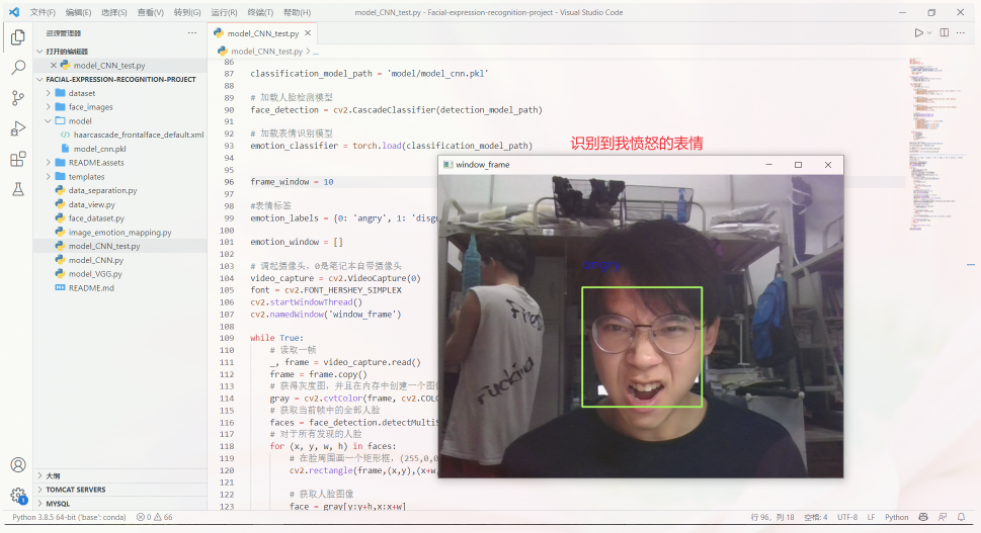 文件(F) 编辑(E) 选择(S) 查看(V) 转到(G) 运行(R) 终端(T) 帮助(H) model_CNN_test.py - Facial-expression-recognition-project - Visual Studio Code
资源管理器
打开的编辑器
model_CNN_test.py
FACIAL-EXPRESSION-RECOGNITION-PROJECT
dataset
face_images
model
haarcascade_frontalface_default.xml
model_cnn.pkl
README.assets
templates
data_separation.py
data_view.py
face_dataset.py
image_emotion_mapping.py
model_CNN_test.py
model_CNN.py
model_VGG.py
README.md
大纲
TOMCAT SERVERS
MYSQL
model_CNN_test.py
model_CNN_test.py > ...
86
87 classification_model_path = 'model/model_cnn.pkl'
88
89 # 加载人脸检测模型
90 face_detection = cv2.CascadeClassifier(detection_model_path)
91
92 # 加载表情识别模型
93 emotion_classifier = torch.load(classification_model_path)
94
95
96 frame_window = 10
97
98 #表情标签
99 emotion_labels = {0: 'angry', 1: 'disg
100
101 emotion_window = []
102
103 # 调起摄像头，0是笔记本自带摄像头
104 video_capture = cv2.VideoCapture(0)
105 font = cv2.FONT_HERSHEY_SIMPLEX
106 cv2.startWindowThread()
107 cv2.namedWindow('window_frame')
108
109 while True:
110 # 读取一帧
111 _, frame = video_capture.read()
112 frame = frame.copy()
113 # 获得灰度图，并且在内存中创建一个图像
114 gray = cv2.cvtColor(frame, cv2.COL
115 # 获取当前帧中的全部人脸
116 faces = face_detection.detectMultiS
117 # 对于所有发现的人脸
118 for (x, y, w, h) in faces:
119 # 在脸周围画一个矩形框，(255,0,0
120 cv2.rectangle(frame,(x,y),(x+w,
121
122 # 获取人脸图像
123 face = gray[y:y+h,x:x+w]
识别到我愤怒的表情
window_frame
angry
Fucking
Python 3.8.5 64-bit ('base': conda) 0 66 行 96，列 18 空格: 4 UTF-8 LF Python